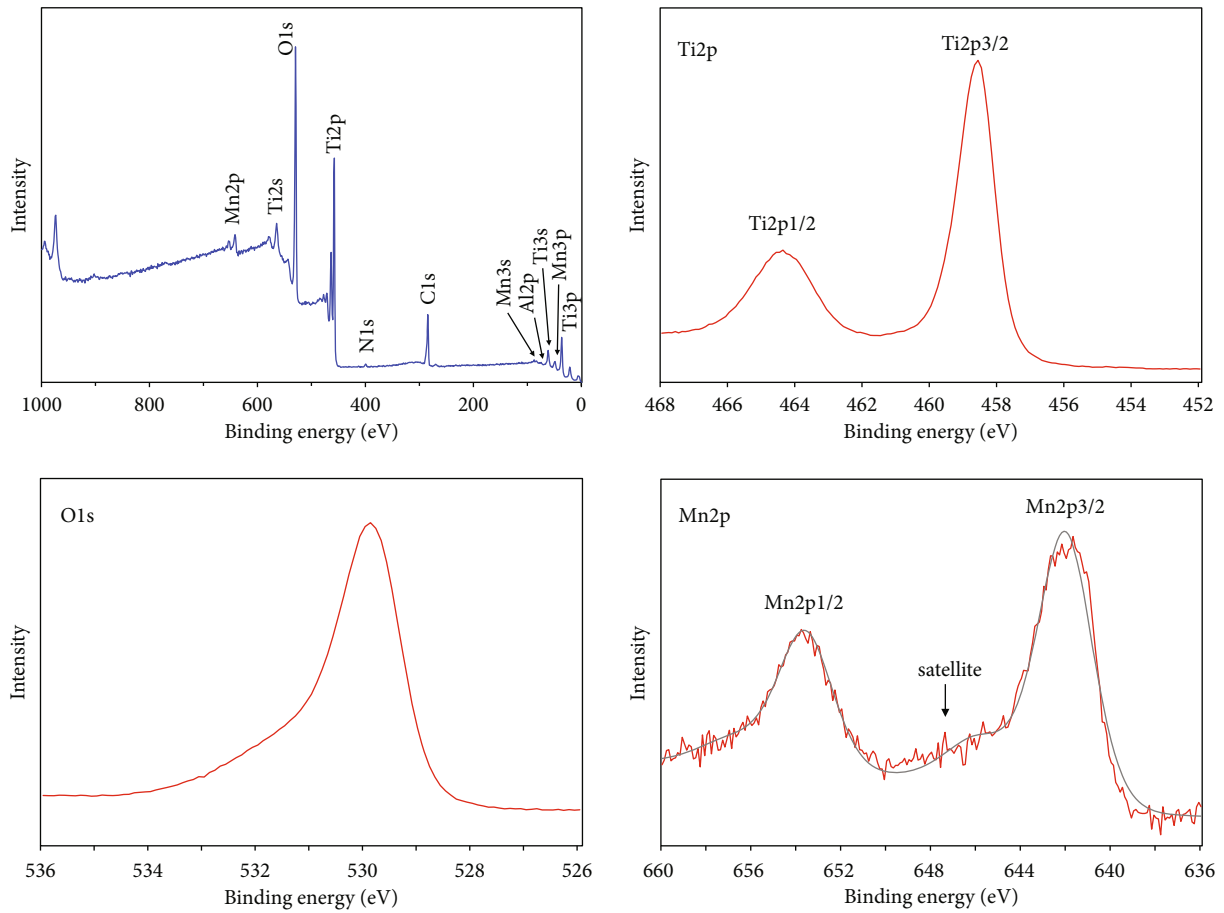 O1s
Ti2p
Mn2p
Ti2s
N1s
C1s
Mn3s
Al2p
Ti3s
Mn3p
Ti3p
Intensity
1000 800 600 400 200 0
Binding energy (eV)
Ti2p
Ti2p3/2
Ti2p1/2
Intensity
468 466 464 462 460 458 456 454 452
Binding energy (eV)
O1s
Intensity
536 534 532 530 528 526
Binding energy (eV)
Mn2p
Mn2p3/2
Mn2p1/2
satellite
Intensity
660 656 652 648 644 640 636
Binding energy (eV)